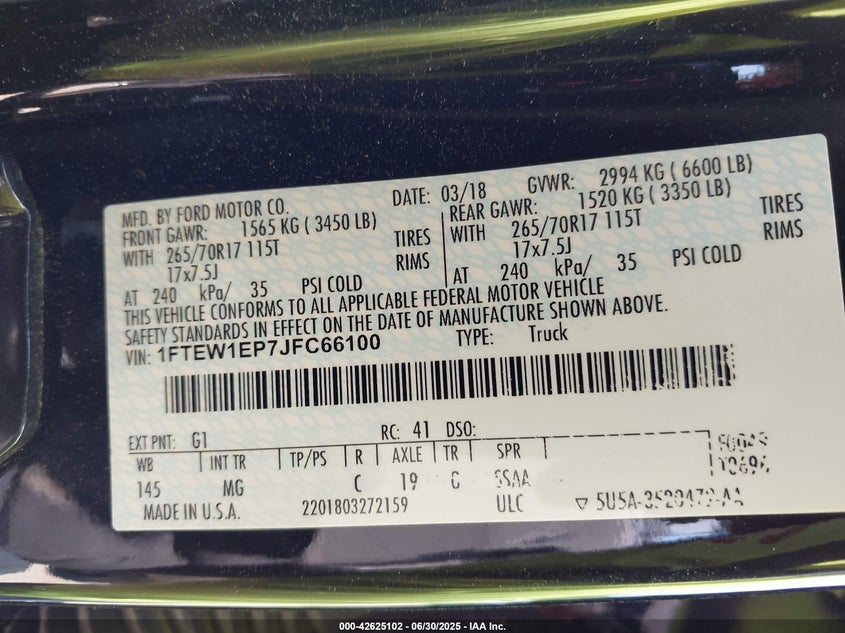 MFD. BY FORD MOTOR CO. DATE: 03/18 GVWR: 2994 KG ( 6600 LB)
FRONT GAWR: 1565 KG ( 3450 LB) REAR GAWR: 1520 KG ( 3350 LB)
WITH 265/70R17 115T TIRES WITH 265/70R17 115T TIRES
17x7.5J RIMS 17x7.5J RIMS
AT 240 kPa/ 35 PSI COLD AT 240 kPa/ 35 PSI COLD
THIS VEHICLE CONFORMS TO ALL APPLICABLE FEDERAL MOTOR VEHICLE
SAFETY STANDARDS IN EFFECT ON THE DATE OF MANUFACTURE SHOWN ABOVE.
VIN: 1FTEW1EP7JFC66100 TYPE: Truck
EXT PNT: G1 RC: 41 DSO:
WB INT TR TP/PS R AXLE TR SPR
145 MG C 19
MADE IN U.S.A. 2201803272159 ULC
000-42625102 - 06/30/2025 - IAA Inc.